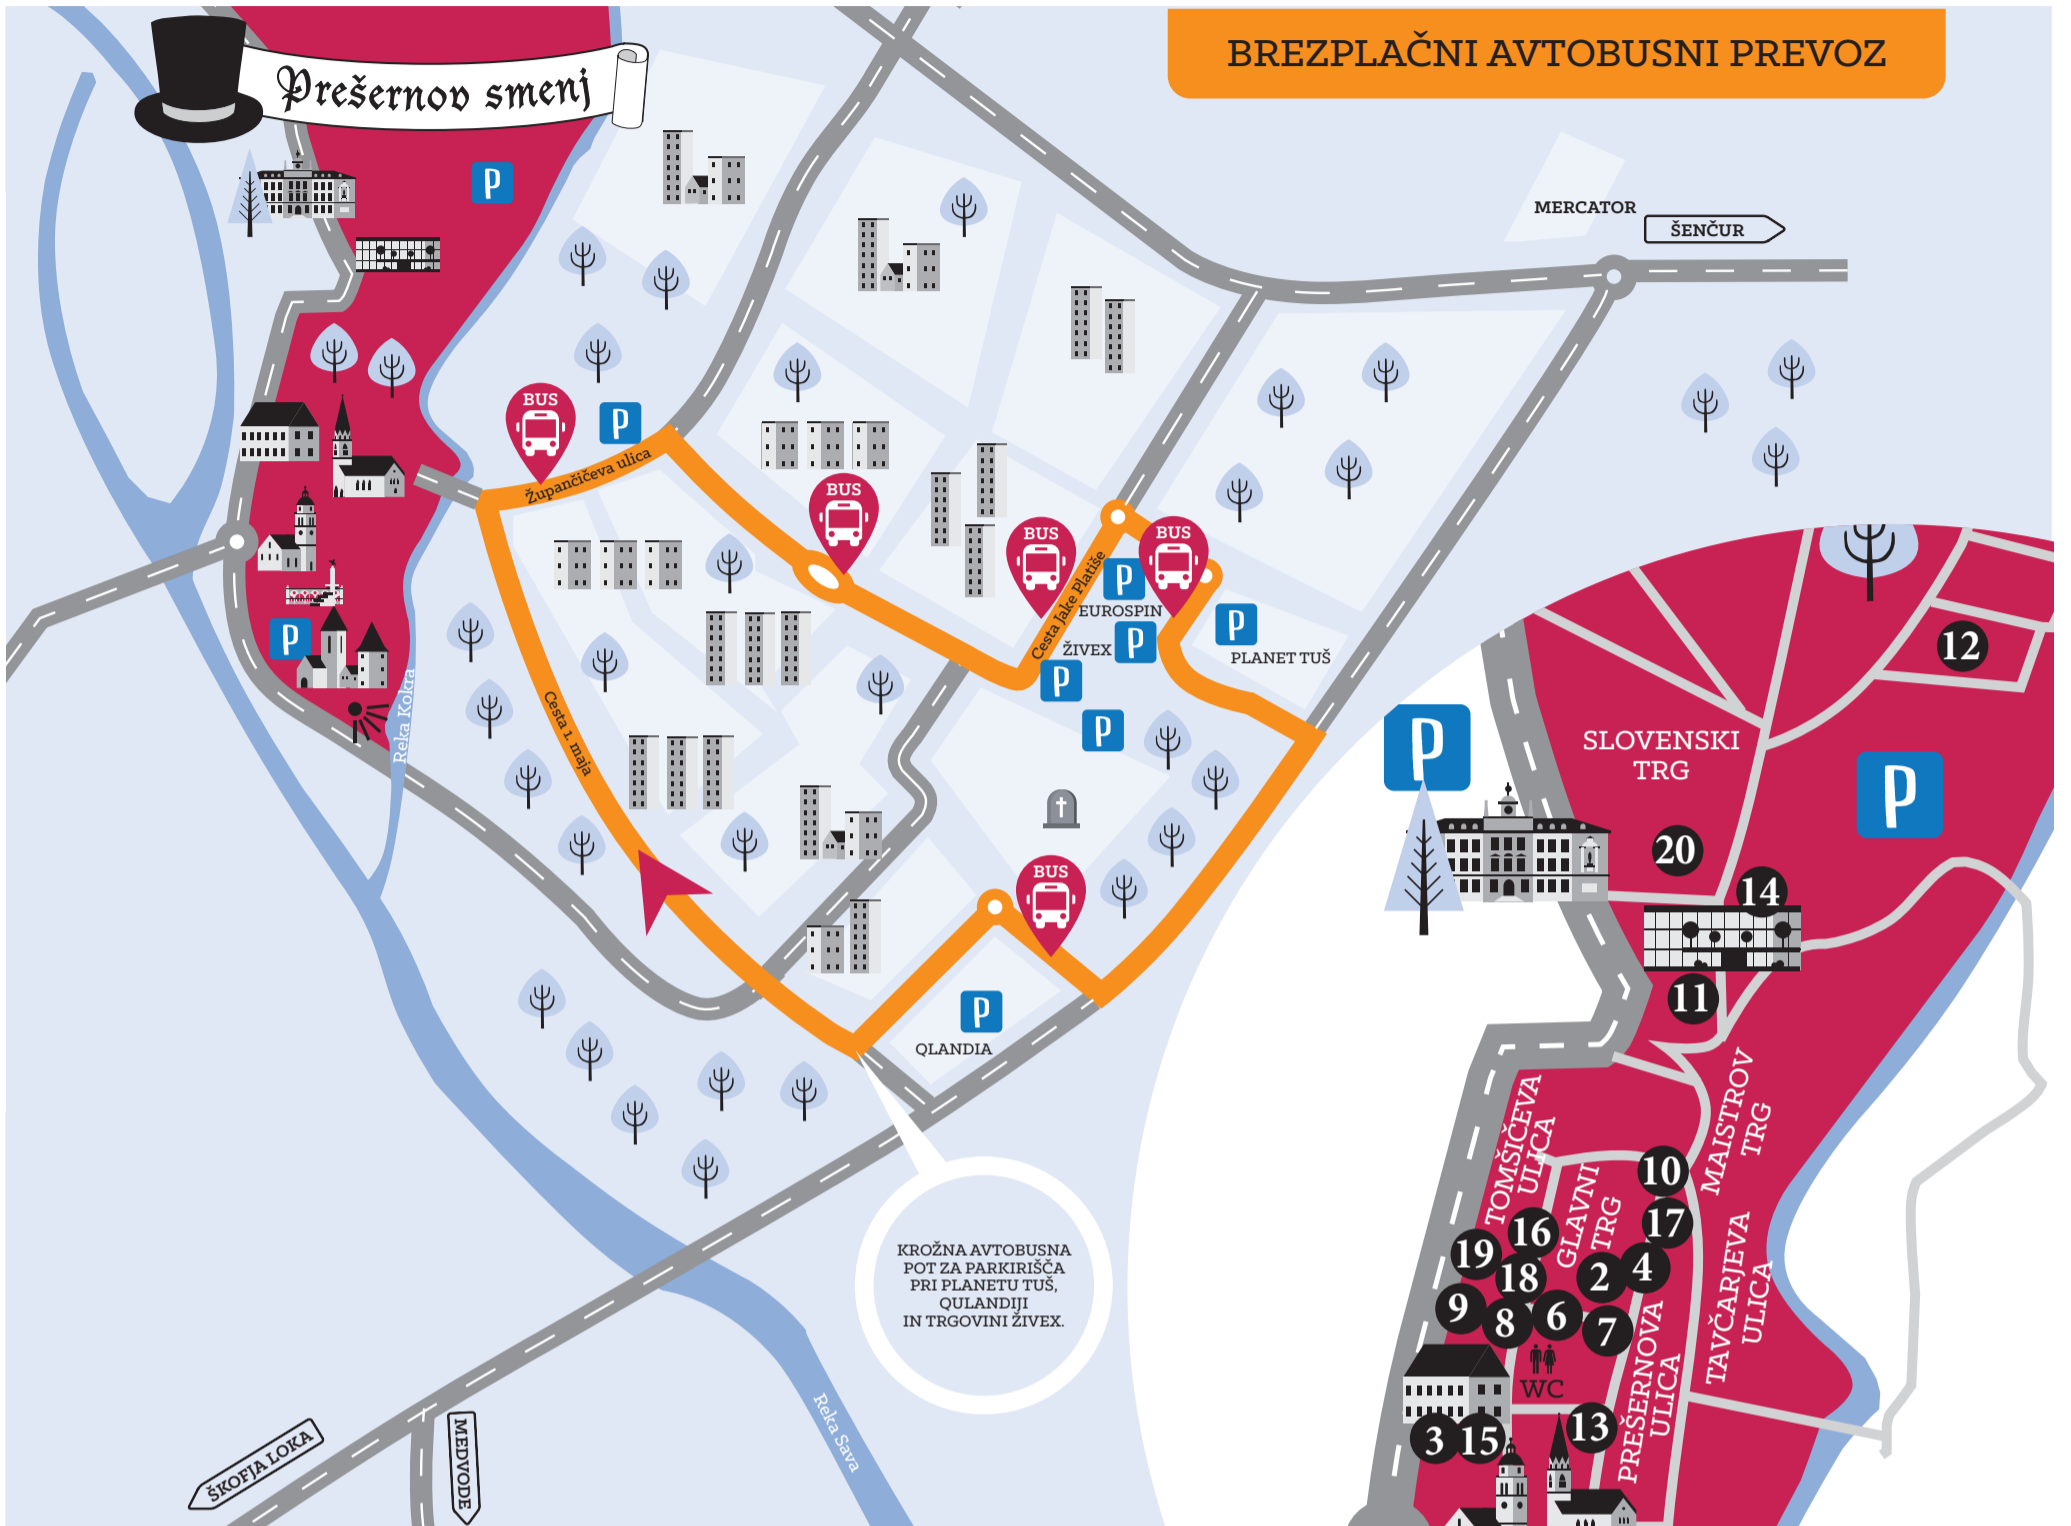 Prešernov smenj
BREZPLAČNI AVTOBUSNI PREVOZ
P
MERCATOR
ŠENČUR
BUS
P
Župančičeva ulica
BUS
BUS
BUS
Cesta Jake Platiše
P
EUROSPIN
P
ŽIVEX
P
PLANET TUŠ
P
P
P
Reka Kokra
Cesta 1. maja
BUS
P
QLANDIA
KROŽNA AVTOBUSNA
POT ZA PARKIRIŠČA
PRI PLANETU TUŠ,
QULANDIJI
IN TRGOVINI ŽIVEX.
Reka Sava
ŠKOFJA LOKA
MEDVODE
12
SLOVENSKI
TRG
P
P
20
14
11
MAISTROV
TRG
TOMŠIČEVA
ULICA
GLAVNI
TRG
10
17
16
19
18
2
4
9
8
6
7
TAVČARJEVA
ULICA
PREŠERNOVA
ULICA
WC
3
15
13